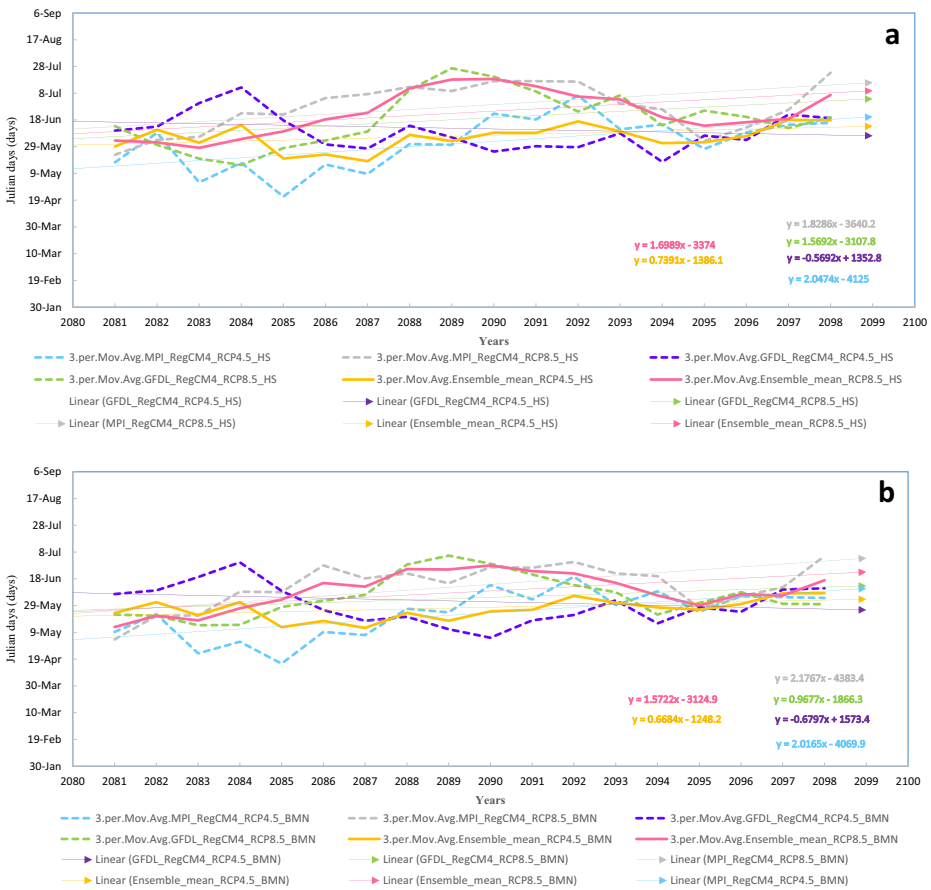 a
6-Sep
17-Aug
28-Jul
8-Jul
18-Jun
29-May
9-May
19-Apr
30-Mar
10-Mar
19-Feb
30-Jan
Julian days (days)
y = 1.8286x - 3640.2
y = 1.6989x - 3374
y = 1.5692x - 3107.8
y = 0.7391x - 1386.1
y = -0.5692x + 1352.8
y = 2.0474x - 4125
2080 2081 2082 2083 2084 2085 2086 2087 2088 2089 2090 2091 2092 2093 2094 2095 2096 2097 2098 2099 2100
Years
3.per.Mov.Avg.MPI_RegCM4_RCP4.5_HS 3.per.Mov.Avg.MPI_RegCM4_RCP8.5_HS 3.per.Mov.Avg.GFDL_RegCM4_RCP4.5_HS
3.per.Mov.Avg.GFDL_RegCM4_RCP8.5_HS 3.per.Mov.Avg.Ensemble_mean_RCP4.5_HS 3.per.Mov.Avg.Ensemble_mean_RCP8.5_HS
Linear (GFDL_RegCM4_RCP4.5_HS) Linear (GFDL_RegCM4_RCP4.5_HS) Linear (GFDL_RegCM4_RCP8.5_HS)
Linear (MPI_RegCM4_RCP8.5_HS) Linear (Ensemble_mean_RCP4.5_HS) Linear (Ensemble_mean_RCP8.5_HS)
b
6-Sep
17-Aug
28-Jul
8-Jul
18-Jun
29-May
9-May
19-Apr
30-Mar
10-Mar
19-Feb
30-Jan
Julian days (days)
y = 2.1767x - 4383.4
y = 1.5722x - 3124.9
y = 0.9677x - 1866.3
y = 0.6684x - 1248.2
y = -0.6797x + 1573.4
y = 2.0165x - 4069.9
2080 2081 2082 2083 2084 2085 2086 2087 2088 2089 2090 2091 2092 2093 2094 2095 2096 2097 2098 2099 2100
Years
3.per.Mov.Avg.MPI_RegCM4_RCP4.5_BMN 3.per.Mov.Avg.MPI_RegCM4_RCP8.5_BMN 3.per.Mov.Avg.GFDL_RegCM4_RCP4.5_BMN
3.per.Mov.Avg.GFDL_RegCM4_RCP8.5_BMN 3.per.Mov.Avg.Ensemble_mean_RCP4.5_BMN 3.per.Mov.Avg.Ensemble_mean_RCP8.5_BMN
Linear (GFDL_RegCM4_RCP4.5_BMN) Linear (GFDL_RegCM4_RCP8.5_BMN) Linear (MPI_RegCM4_RCP8.5_BMN)
Linear (Ensemble_mean_RCP4.5_BMN) Linear (Ensemble_mean_RCP8.5_BMN) Linear (MPI_RegCM4_RCP4.5_BMN)